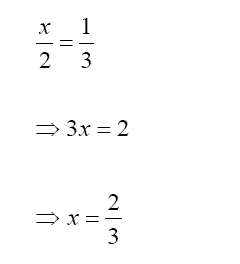 x/2 = 1/3
⇒ 3x = 2
⇒ x = 2/3